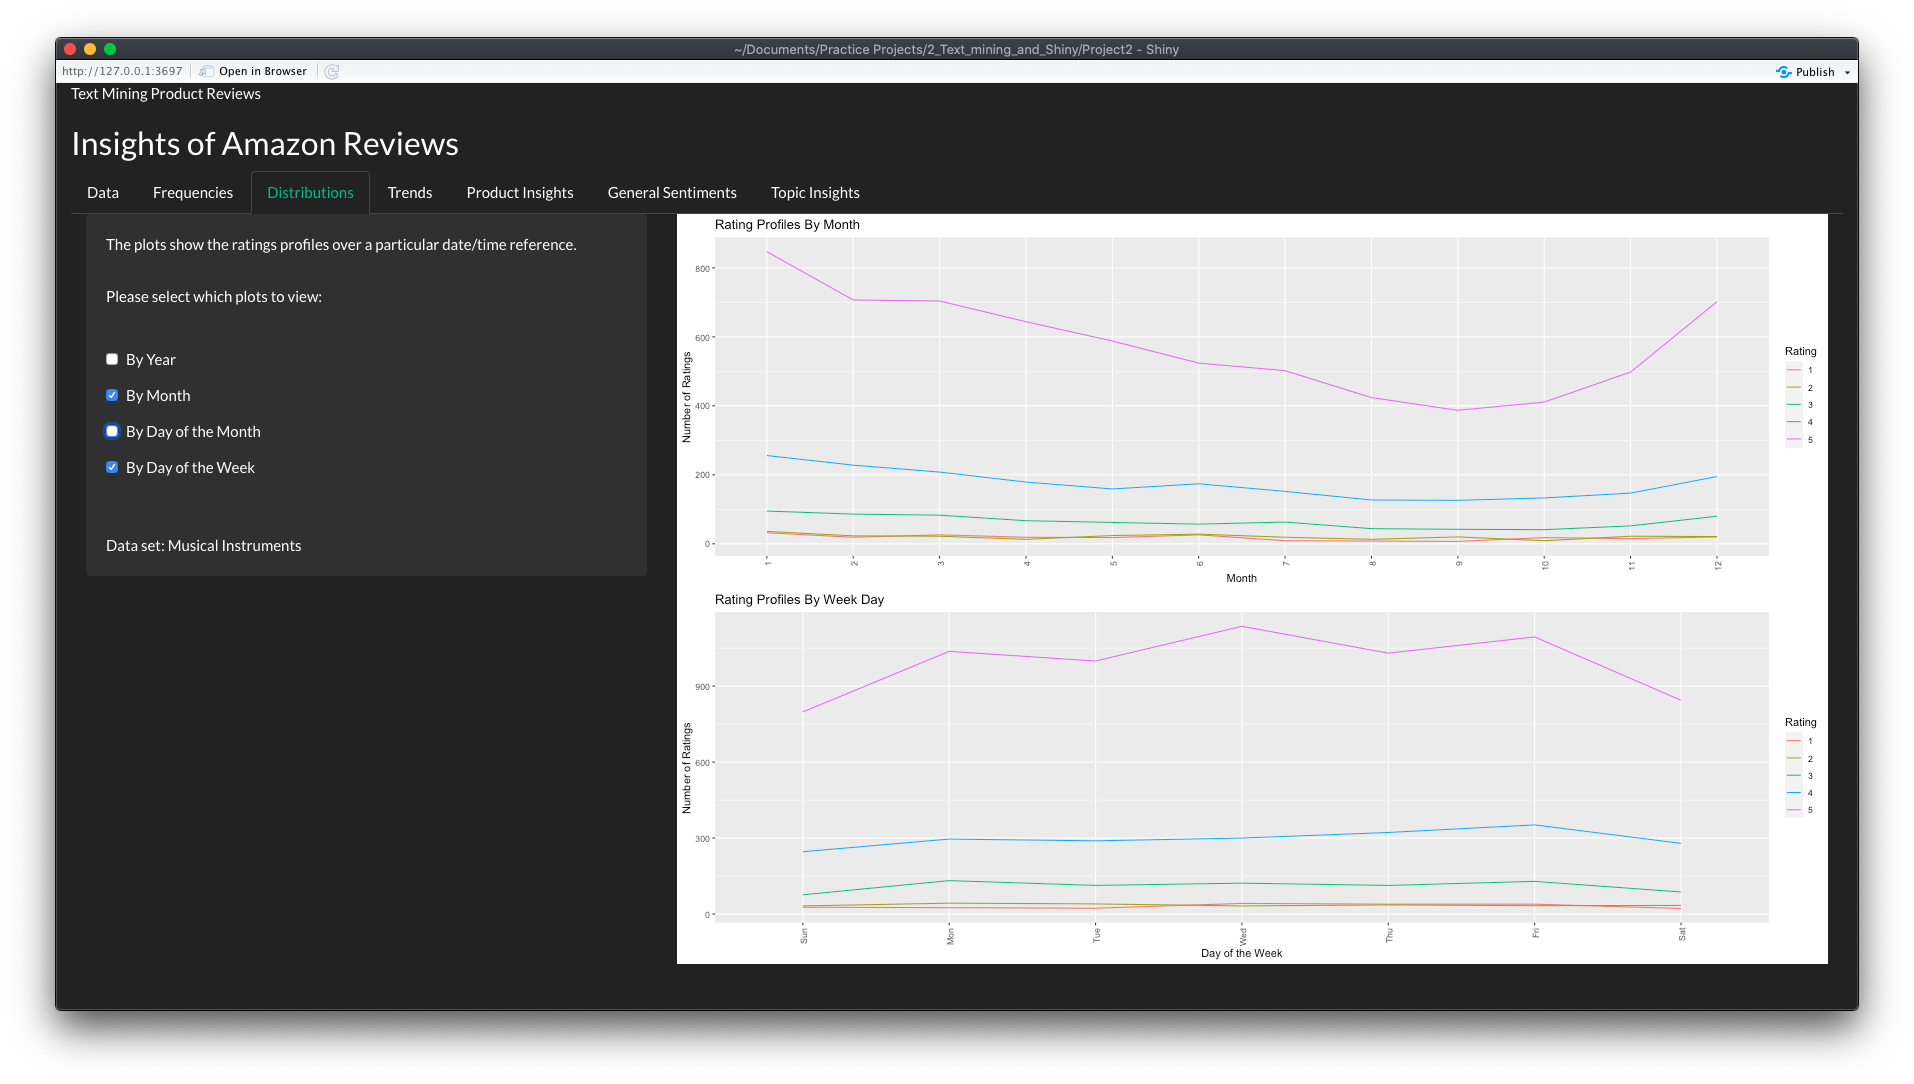 ~/Documents/Practice Projects/2_Text_mining_and_Shiny/Project2 - Shiny
http://127.0.0.1:3697 Open in Browser Publish
Text Mining Product Reviews
Insights of Amazon Reviews
Data Frequencies Distributions Trends Product Insights General Sentiments Topic Insights
The plots show the ratings profiles over a particular date/time reference.
Please select which plots to view:
By Year
By Month
By Day of the Month
By Day of the Week
Data set: Musical Instruments
Rating Profiles By Month
Number of Ratings
800
600
400
200
0
1 2 3 4 5 6 7 8 9 10 11 12
Month
Rating
1
2
3
4
5
Rating Profiles By Week Day
Number of Ratings
900
600
300
0
Sun Mon Tue Wed Thu Fri Sat
Day of the Week
Rating
1
2
3
4
5